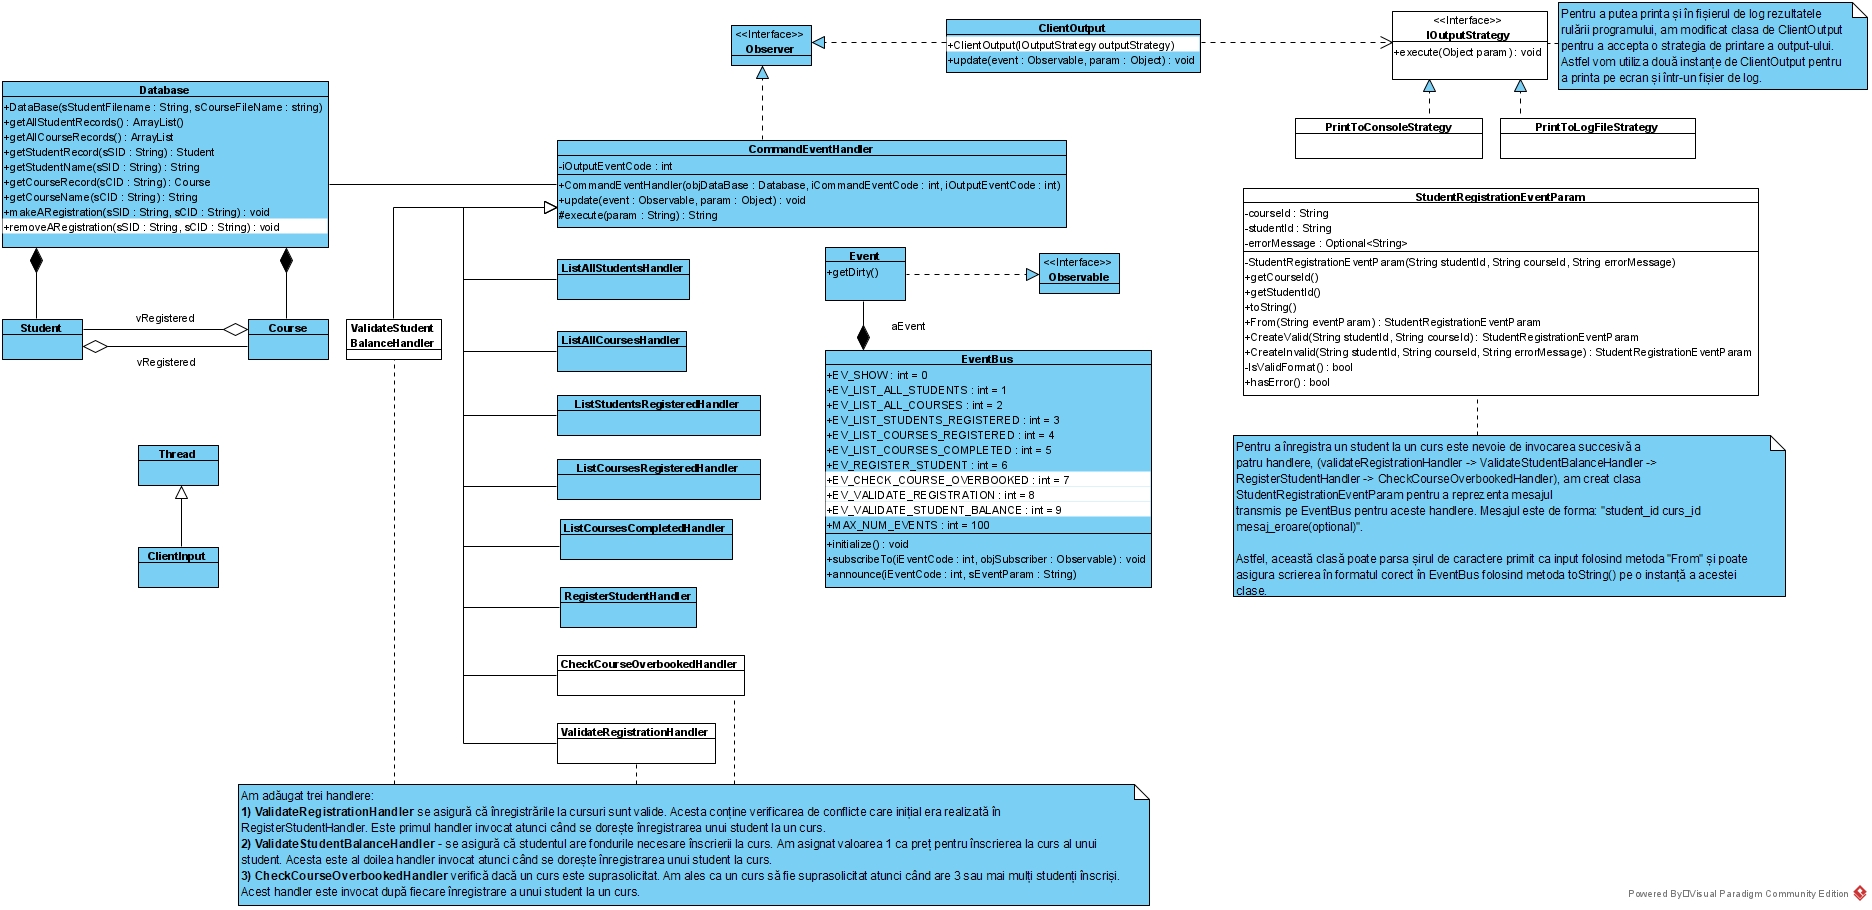 <<Interface>>
Observer
ClientOutput
+ClientOutput(IOutputStrategy outputStrategy)
+update(event : Observable, param : Object) : void
<<Interface>>
IOutputStrategy
+execute(Object param ) : void
Pentru a putea printa și în fișierul de log rezultatele
rulării programului, am modificat clasa de ClientOutput
pentru a accepta o strategia de printare a output-ului.
Astfel vom utiliza două instanțe de ClientOutput pentru
a printa pe ecran și într-un fișier de log.
PrintToConsoleStrategy
PrintToLogFileStrategy
Database
+DataBase(sStudentFilename : String, sCourseFileName : string)
+getAllStudentRecords() : ArrayList()
+getAllCourseRecords() : ArrayList
+getStudentRecord(sSID : String) : Student
+getStudentName(sSID : String) : String
+getCourseRecord(sCID : String) : Course
+getCourseName(sCID : String) : String
+makeARegistration(sSID : String, sCID : String) : void
+removeARegistration(sSID : String, sCID : String) : void
CommandEventHandler
-iOutputEventCode : int
+CommandEventHandler(objDataBase : Database, iCommandEventCode : int, iOutputEventCode : int)
+update(event : Observable, param : Object) : void
#execute(param : String) : String
StudentRegistrationEventParam
-courseId : String
-studentId : String
-errorMessage : Optional<String>
-StudentRegistrationEventParam(String studentId, String courseId, String errorMessage)
+getCourseId()
+getStudentId()
+toString()
+From(String eventParam) : StudentRegistrationEventParam
+CreateValid(String studentId, String courseId) : StudentRegistrationEventParam
+CreateInvalid(String studentId, String courseId, String errorMessage) : StudentRegistrationEventParam
-IsValidFormat() : bool
+hasError() : bool
Student
vRegistered
vRegistered
Course
ValidateStudent
BalanceHandler
ListAllStudentsHandler
ListAllCoursesHandler
ListStudentsRegisteredHandler
ListCoursesRegisteredHandler
ListCoursesCompletedHandler
RegisterStudentHandler
CheckCourseOverbookedHandler
ValidateRegistrationHandler
Event
+getDirty()
<<Interface>>
Observable
aEvent
EventBus
+EV_SHOW : int = 0
+EV_LIST_ALL_STUDENTS : int = 1
+EV_LIST_ALL_COURSES : int = 2
+EV_LIST_STUDENTS_REGISTERED : int = 3
+EV_LIST_COURSES_REGISTERED : int = 4
+EV_LIST_COURSES_COMPLETED : int = 5
+EV_REGISTER_STUDENT : int = 6
+EV_CHECK_COURSE_OVERBOOKED : int = 7
+EV_VALIDATE_REGISTRATION : int = 8
+EV_VALIDATE_STUDENT_BALANCE : int = 9
+MAX_NUM_EVENTS : int = 100
+initialize() : void
+subscribeTo(iEventCode : int, objSubscriber : Observable) : void
+announce(iEventCode : int, sEventParam : String)
Thread
ClientInput
Pentru a înregistra un student la un curs este nevoie de invocarea succesivă a
patru handlere, (validateRegistrationHandler -> ValidateStudentBalanceHandler ->
RegisterStudentHandler -> CheckCourseOverbookedHandler), am creat clasa
StudentRegistrationEventParam pentru a reprezenta mesajul
transmis pe EventBus pentru aceste handlere. Mesajul este de forma: "student_id curs_id
mesaj_eroare(optional)".
Astfel, această clasă poate parsa șirul de caractere primit ca input folosind metoda "From" și poate
asigura scrierea în formatul corect în EventBus folosind metoda toString() pe o instanță a acestei
clase.
Am adăugat trei handlere:
1) ValidateRegistrationHandler se asigură că înregistrările la cursuri sunt valide. Acesta conține verificarea de conflicte care inițial era realizată în
RegisterStudentHandler. Este primul handler invocat atunci când se dorește înregistrarea unui student la un curs.
2) ValidateStudentBalanceHandler - se asigură că studentul are fondurile necesare înscrierii la curs. Am asignat valoarea 1 ca preț pentru înscrierea la curs al unui
student. Acesta este al doilea handler invocat atunci când se dorește înregistrarea unui student la un curs.
3) CheckCourseOverbookedHandler verifică dacă un curs este suprasolicitat. Am ales ca un curs să fie suprasolicitat atunci când are 3 sau mai mulți studenți înscriși.
Acest handler este invocat după fiecare înregistrare a unui student la un curs.
Powered By Visual Paradigm Community Edition